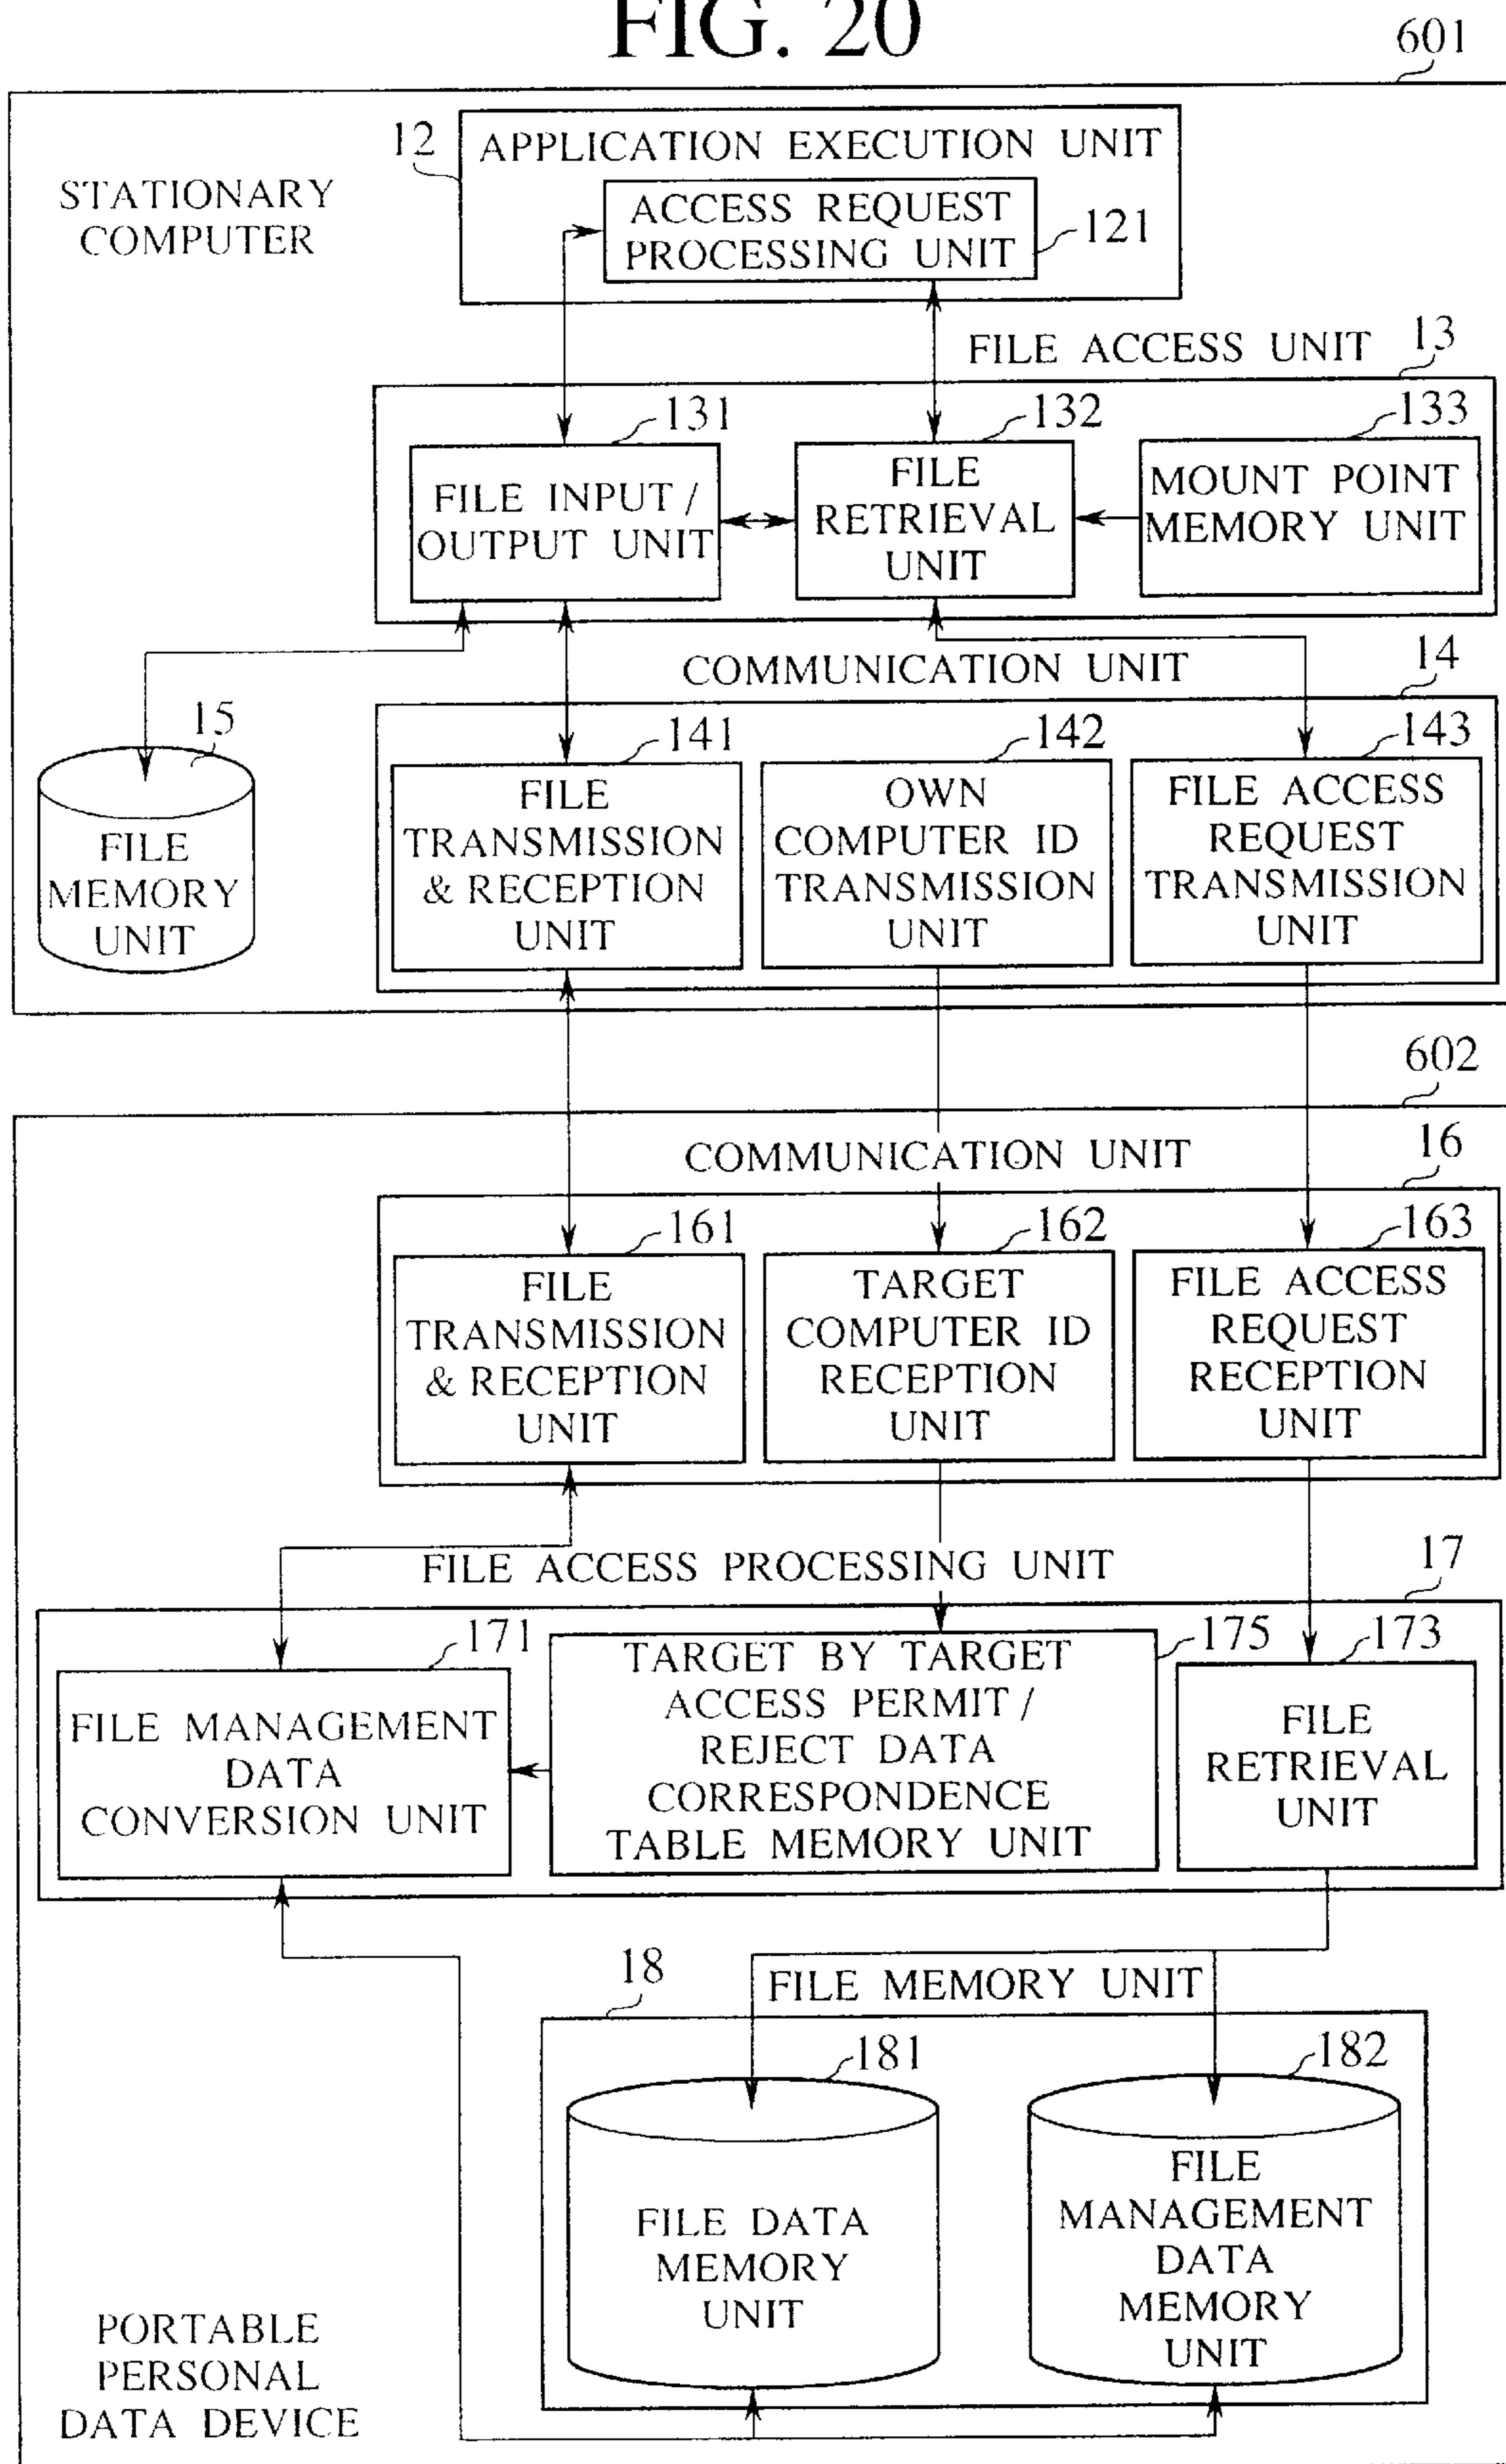 FIG. 20
601
12
APPLICATION EXECUTION UNIT
STATIONARY
COMPUTER
ACCESS REQUEST
PROCESSING UNIT
121
FILE ACCESS UNIT
13
131
132
133
FILE INPUT /
OUTPUT UNIT
FILE
RETRIEVAL
UNIT
MOUNT POINT
MEMORY UNIT
COMMUNICATION UNIT
14
15
FILE
MEMORY
UNIT
141
142
143
FILE
TRANSMISSION
& RECEPTION
UNIT
OWN
COMPUTER ID
TRANSMISSION
UNIT
FILE ACCESS
REQUEST
TRANSMISSION
UNIT
602
COMMUNICATION UNIT
16
161
162
163
FILE
TRANSMISSION
& RECEPTION
UNIT
TARGET
COMPUTER ID
RECEPTION
UNIT
FILE ACCESS
REQUEST
RECEPTION
UNIT
FILE ACCESS PROCESSING UNIT
17
171
175
173
FILE MANAGEMENT
DATA
CONVERSION UNIT
TARGET BY TARGET
ACCESS PERMIT /
REJECT DATA
CORRESPONDENCE
TABLE MEMORY UNIT
FILE
RETRIEVAL
UNIT
18
FILE MEMORY UNIT
181
182
FILE DATA
MEMORY
UNIT
FILE
MANAGEMENT
DATA
MEMORY
UNIT
PORTABLE
PERSONAL
DATA DEVICE